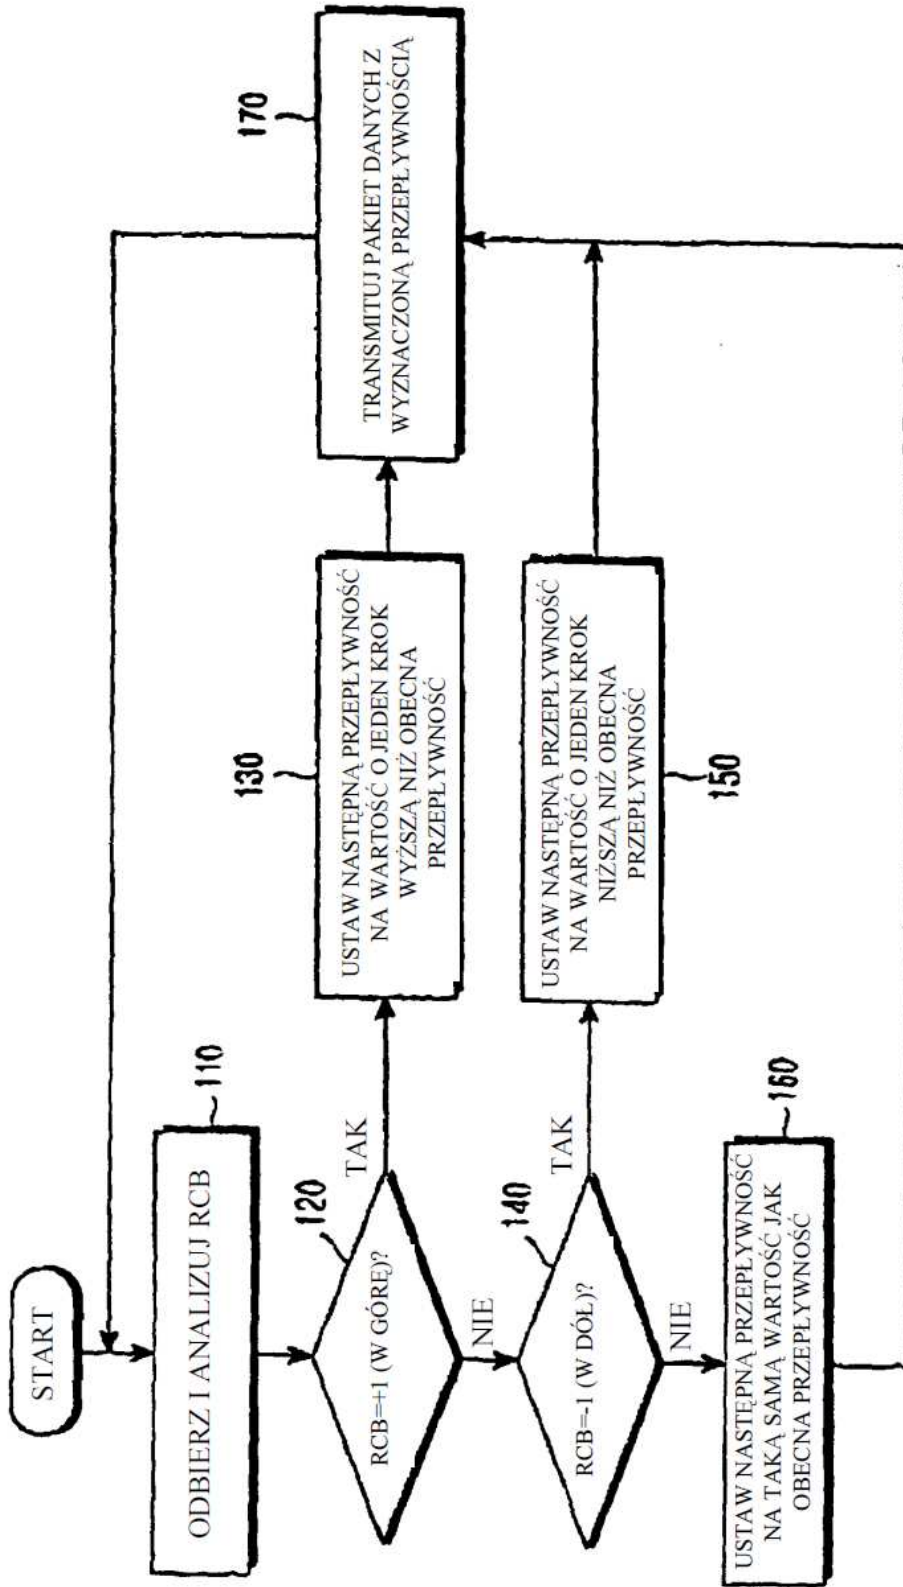 START
ODBIERZ I ANALIZUJ RCB
110
RCB=+1 (W GÓRĘ)?
120
TAK
NIE
USTAW NASTĘPNĄ PRZEPŁYWNOŚĆ
NA WARTOŚĆ O JEDEN KROK
WYŻSZĄ NIŻ OBECNA
PRZEPŁYWNOŚĆ
130
RCB=-1 (W DÓŁ)?
140
TAK
NIE
USTAW NASTĘPNĄ PRZEPŁYWNOŚĆ
NA WARTOŚĆ O JEDEN KROK
NIŻSZĄ NIŻ OBECNA
PRZEPŁYWNOŚĆ
150
USTAW NASTĘPNĄ PRZEPŁYWNOŚĆ
NA TAKĄ SAMĄ WARTOŚĆ JAK
OBECNA PRZEPŁYWNOŚĆ
160
TRANSMITUJ PAKIET DANYCH Z
WYZNACZONĄ PRZEPŁYWNOŚCIĄ
170